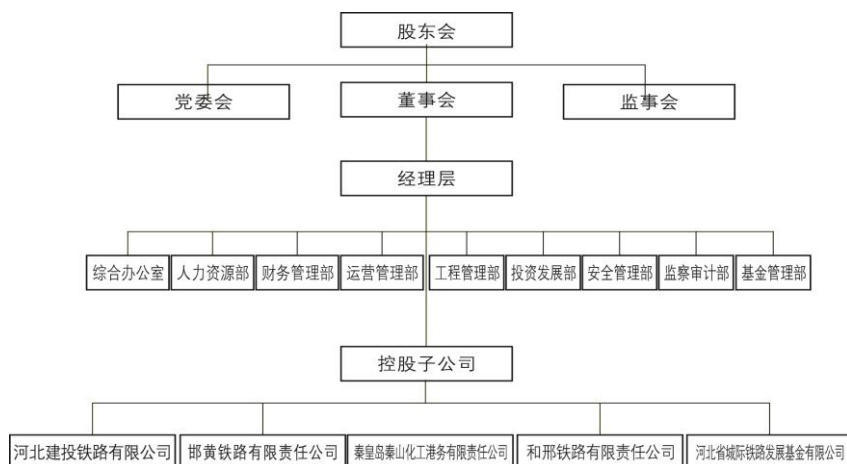 股东会
党委会
董事会
监事会
经理层
综合办公室
人力资源部
财务管理部
运营管理部
工程管理部
投资发展部
安全管理部
监察审计部
基金管理部
控股子公司
河北建投铁路有限公司
邯黄铁路有限责任公司
秦皇岛秦山化工港务有限责任公司
和邢铁路有限责任公司
河北省城际铁路发展基金有限公司